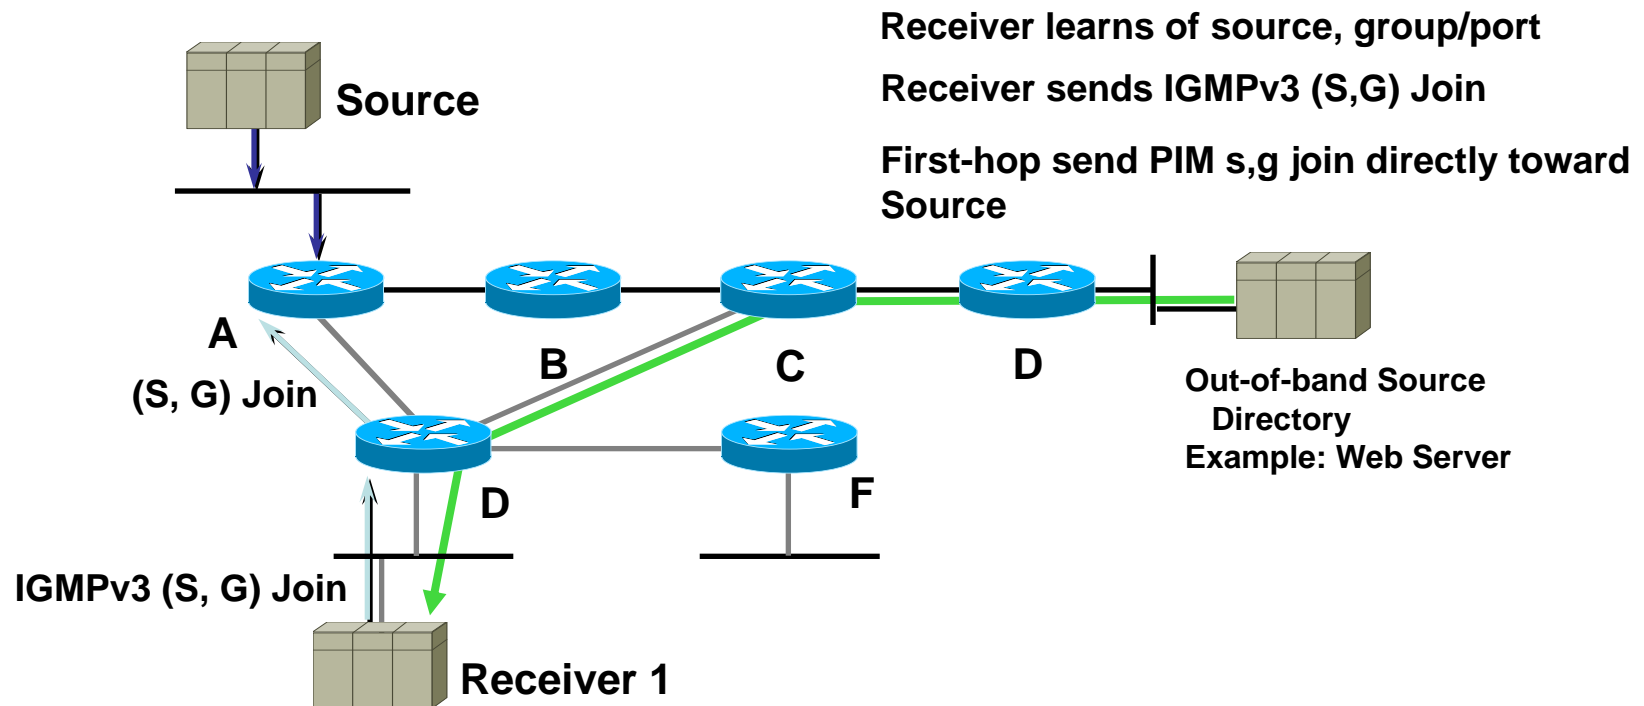 Receiver learns of source, group/port
Receiver sends IGMPv3 (S,G) Join
First-hop send PIM s,g join directly toward
Source
Source
A
B
C
D
(S, G) Join
Out-of-band Source
Directory
Example: Web Server
D
F
IGMPv3 (S, G) Join
Receiver 1